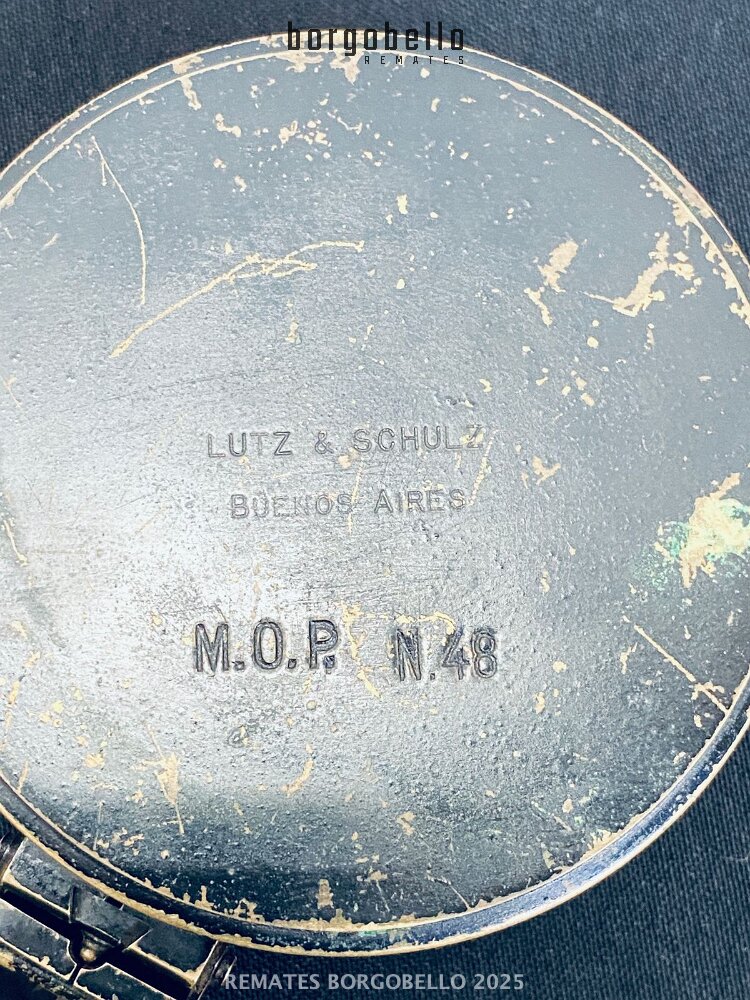 borgobello
REMATES
LUTZ & SCHULZ
BUENOS AIRES
M.O.P. N.48
REMATES BORGOBELLO 2025